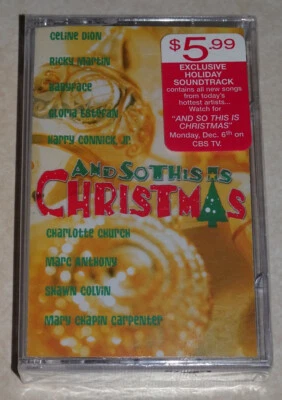 Celine Dion
Ricky Martin
Babyface
Gloria Estefan
Harry Connick, Jr.
$5.99
EXCLUSIVE
HOLIDAY
SOUNDTRACK
contains all new songs
from today's
hottest artists...
Watch for
"AND SO THIS IS
CHRISTMAS"
Monday, Dec. 6th on
CBS TV.
AND SO THIS IS
CHRISTMAS
Charlotte Church
Marc Anthony
Shawn Colvin
Mary Chapin Carpenter